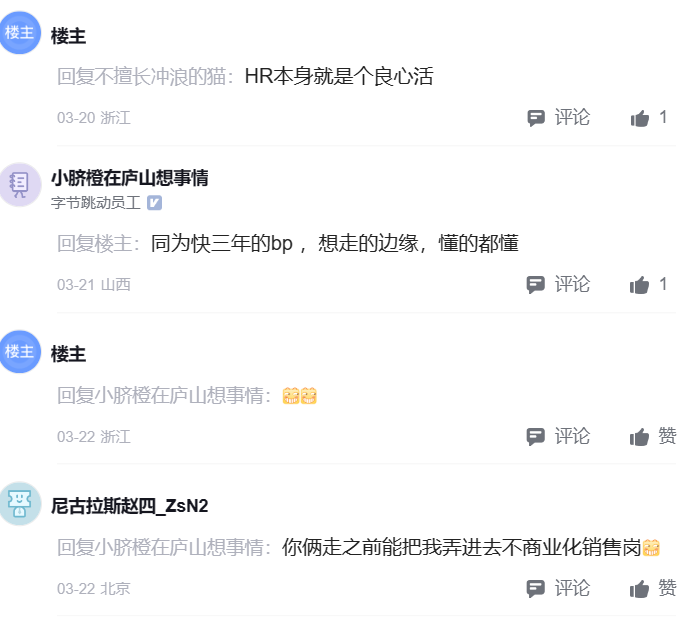 楼主 楼主
回复不擅长冲浪的猫：HR本身就是个良心活
03-20 浙江 评论 1
小脐橙在庐山想事情
字节跳动员工 V
回复楼主：同为快三年的bp ，想走的边缘，懂的都懂
03-21 山西 评论 1
楼主 楼主
回复小脐橙在庐山想事情：
03-22 浙江 评论 赞
尼古拉斯赵四_ZsN2
回复小脐橙在庐山想事情：你俩走之前能把我弄进去不商业化销售岗
03-22 北京 评论 赞